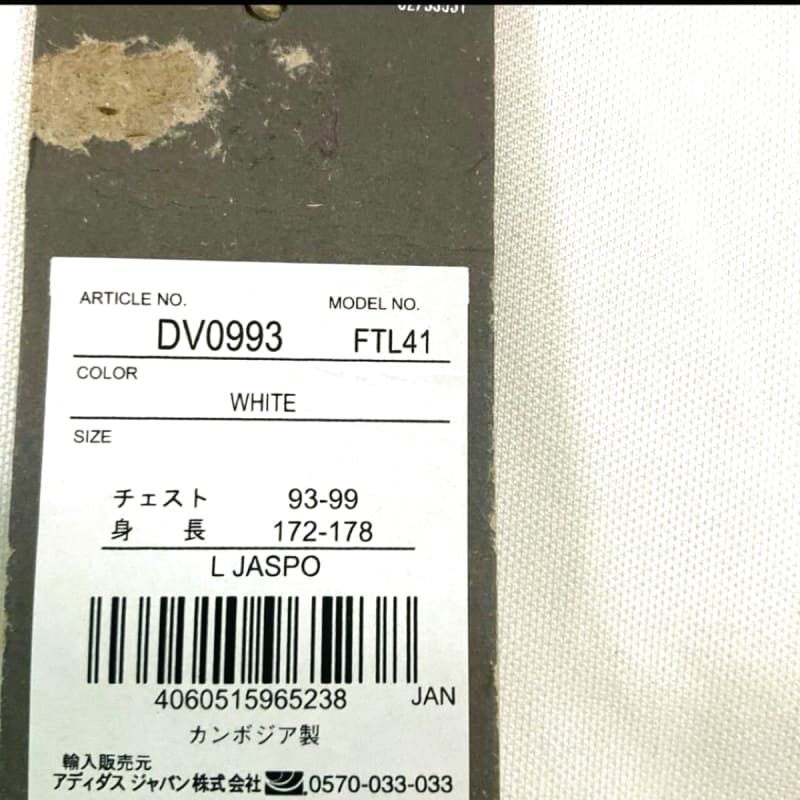 ARTICLE NO. MODEL NO.
DV0993 FTL41
COLOR
WHITE
SIZE
チェスト 93-99
身長 172-178
L JASPO
4060515965238 JAN
カンボジア製
輸入販売元
アディダス ジャパン株式会社 0570-033-033